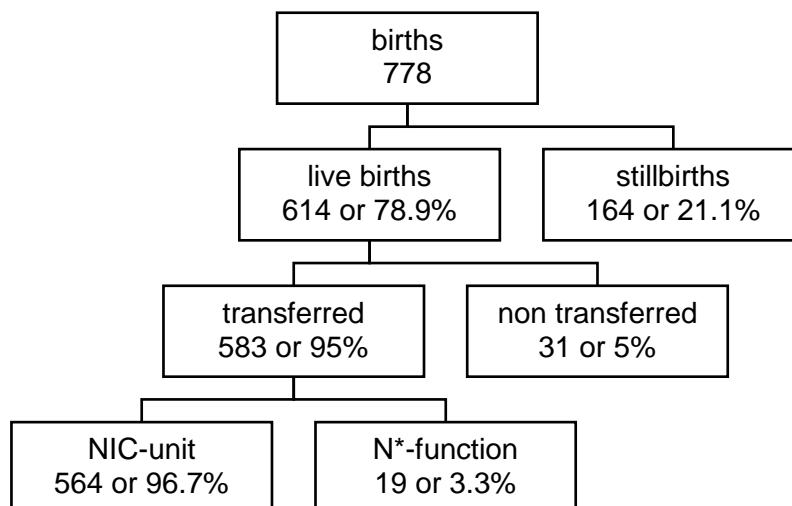 births
778
live births
614 or 78.9%
stillbirths
164 or 21.1%
transferred
583 or 95%
non transferred
31 or 5%
NIC-unit
564 or 96.7%
N*-function
19 or 3.3%